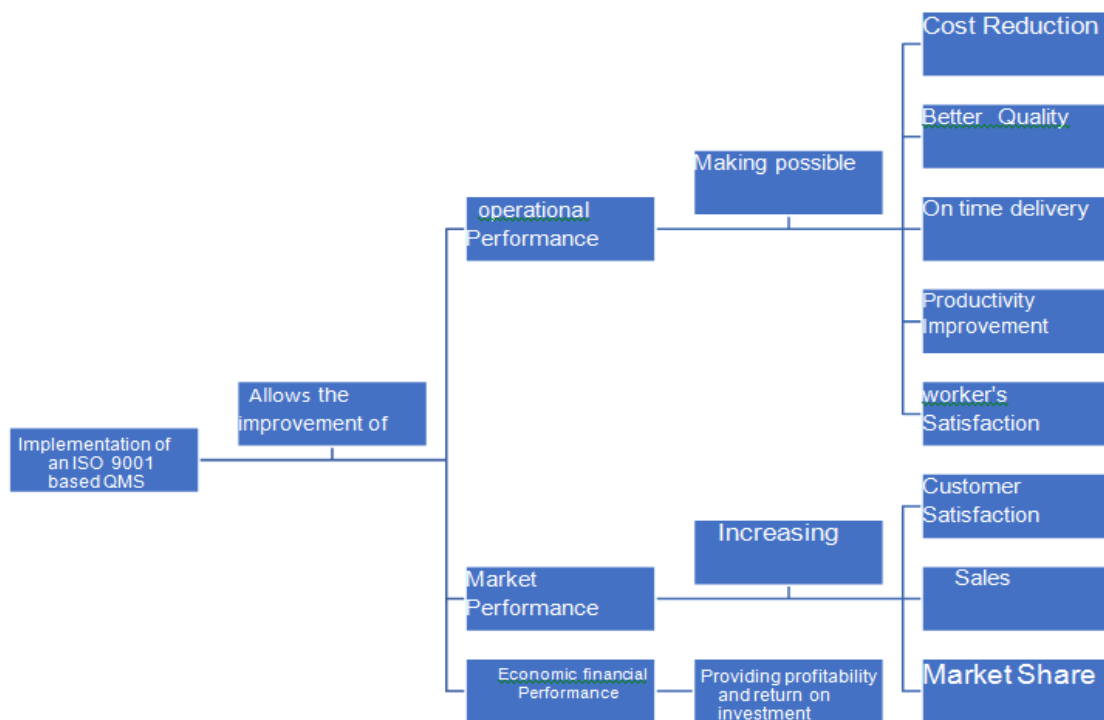 Implementation of
an ISO 9001
based QMS
Allows the
improvement of
operational
Performance
Making possible
Cost Reduction
Better Quality
On time delivery
Productivity
Improvement
worker's
Satisfaction
Market
Performance
Increasing
Customer
Satisfaction
Sales
Market Share
Economic financial
Performance
Providing profitability
and return on
investment